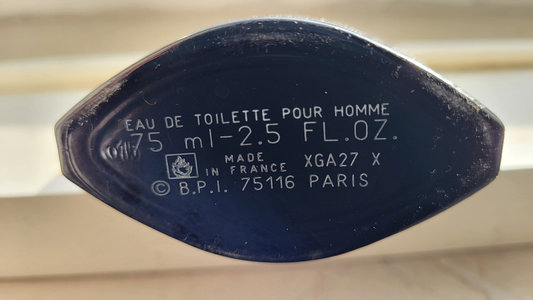 EAU DE TOILETTE POUR HOMME
75 ml-2.5 FL.OZ.
MADE
IN FRANCE XGA27 X
© B.P.I. 75116 PARIS